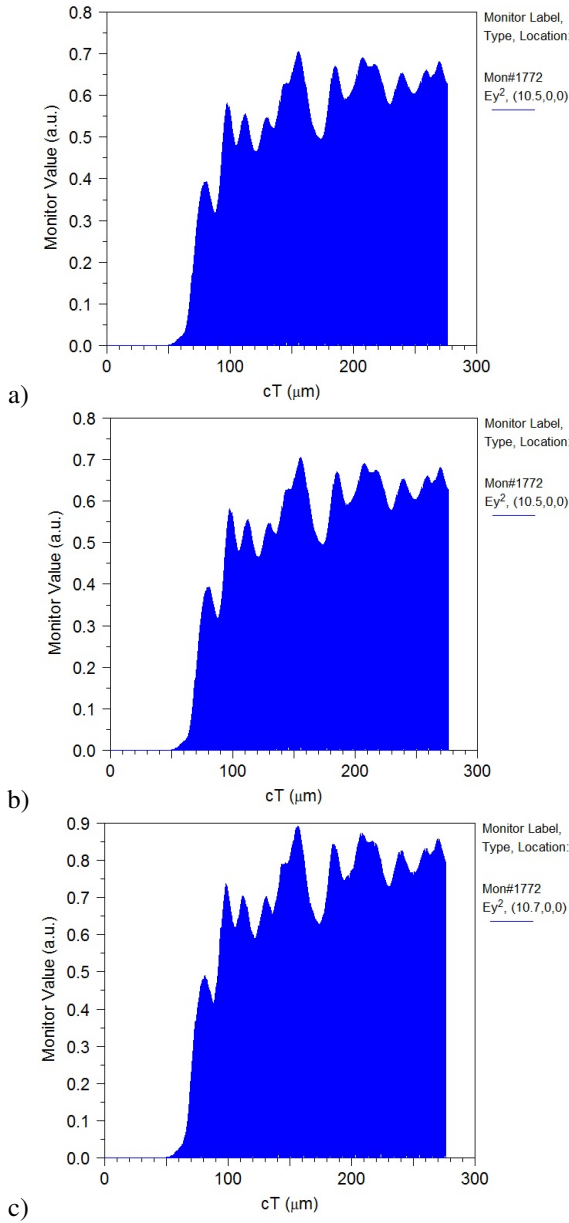 0.8
0.7
0.6
0.5
0.4
0.3
0.2
0.1
0.0
Monitor Value (a.u.)
0 100 200 300
cT (μm)
Monitor Label,
Type, Location:
Mon#1772
Ey², (10.5,0,0)
a)
0.8
0.7
0.6
0.5
0.4
0.3
0.2
0.1
0.0
Monitor Value (a.u.)
0 100 200 300
cT (μm)
Monitor Label,
Type, Location:
Mon#1772
Ey², (10.5,0,0)
b)
0.9
0.8
0.7
0.6
0.5
0.4
0.3
0.2
0.1
0.0
Monitor Value (a.u.)
0 100 200 300
cT (μm)
Monitor Label,
Type, Location:
Mon#1772
Ey², (10.7,0,0)
c)